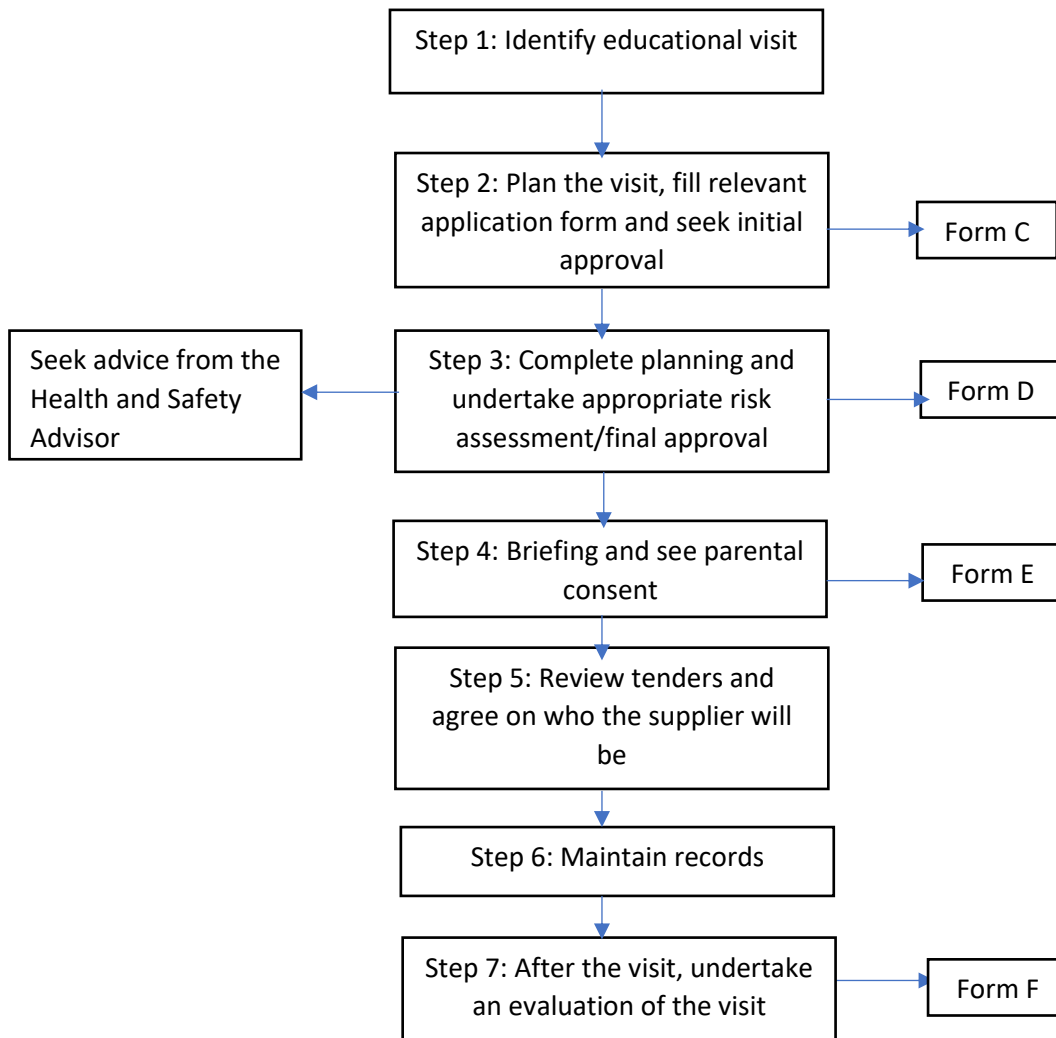 Step 1: Identify educational visit
Step 2: Plan the visit, fill relevant
application form and seek initial
approval
Form C
Seek advice from the
Health and Safety
Advisor
Step 3: Complete planning and
undertake appropriate risk
assessment/final approval
Form D
Step 4: Briefing and see parental
consent
Form E
Step 5: Review tenders and
agree on who the supplier will
be
Step 6: Maintain records
Step 7: After the visit, undertake
an evaluation of the visit
Form F